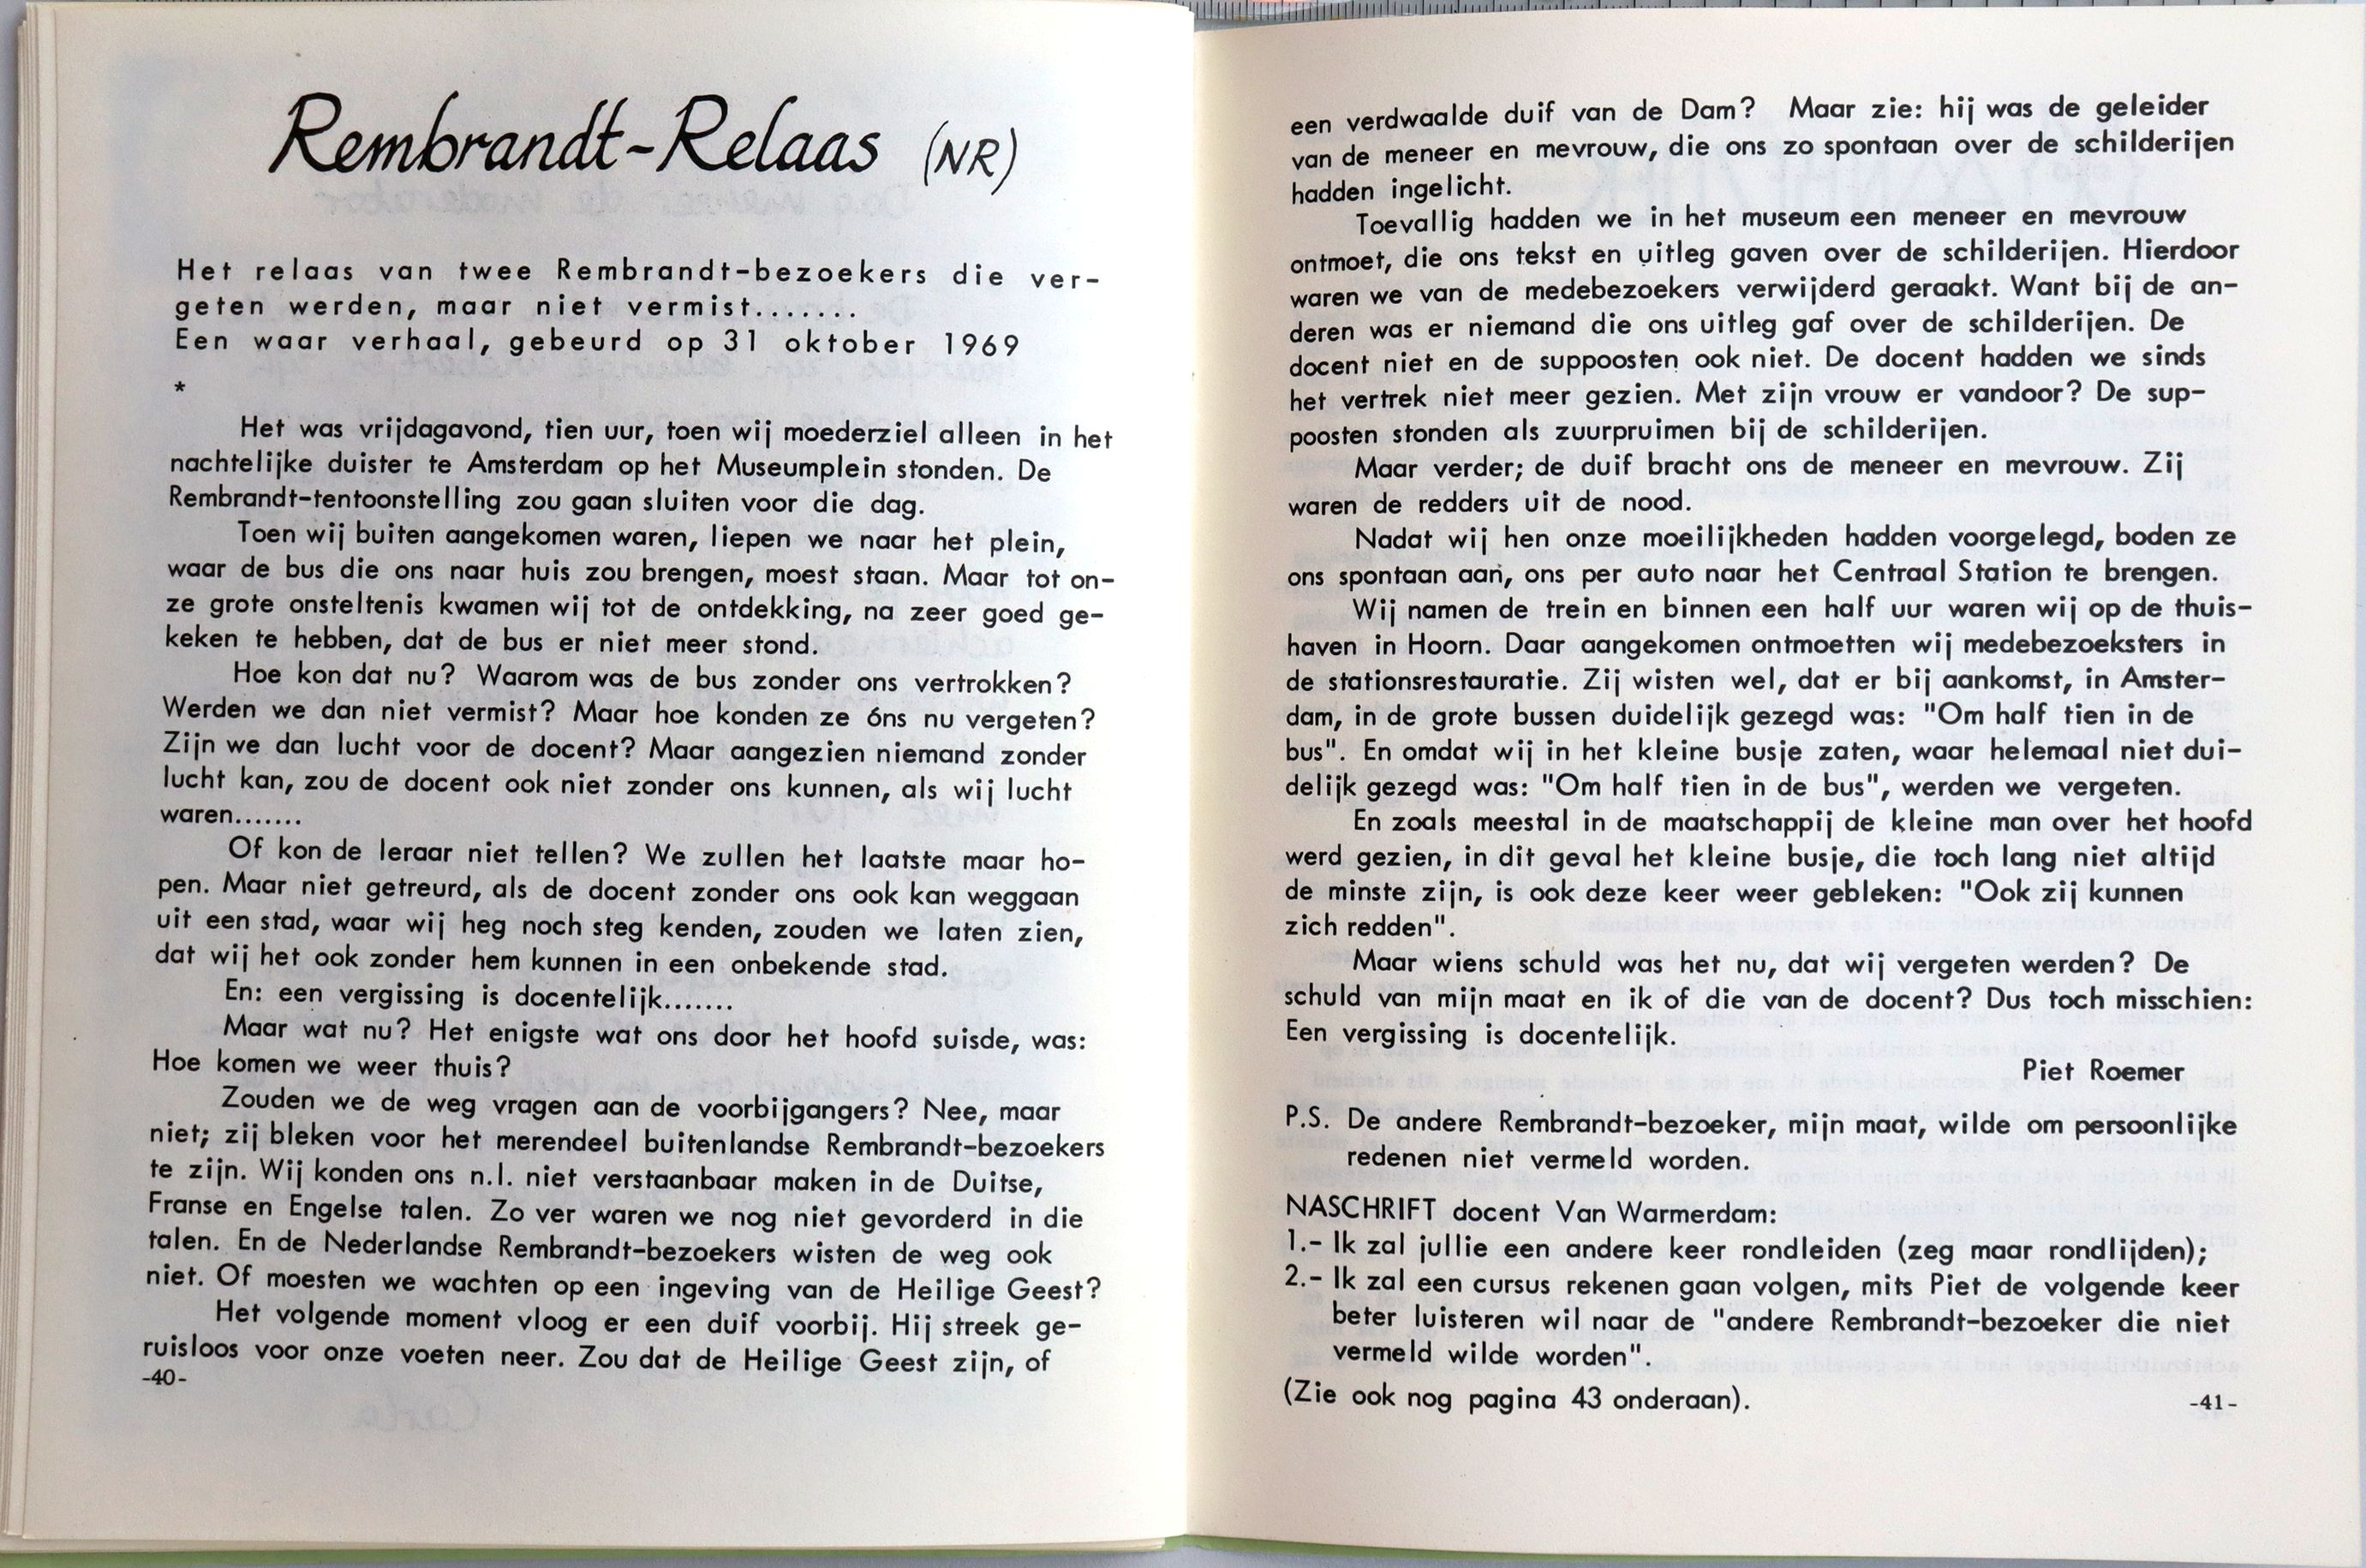 Rembrandt-Relaas (NR)
Het relaas van twee Rembrandt-bezoekers die ver-
geten werden, maar niet vermist.......
Een waar verhaal, gebeurd op 31 oktober 1969
*
Het was vrijdagavond, tien uur, toen wij moederziel alleen in het
nachtelijke duister te Amsterdam op het Museumplein stonden. De
Rembrandt-tentoonstelling zou gaan sluiten voor die dag.
Toen wij buiten aangekomen waren, liepen we naar het plein,
waar de bus die ons naar huis zou brengen, moest staan. Maar tot on-
ze grote onsteltenis kwamen wij tot de ontdekking, na zeer goed ge-
keken te hebben, dat de bus er niet meer stond.
Hoe kon dat nu? Waarom was de bus zonder ons vertrokken?
Werden we dan niet vermist? Maar hoe konden ze óns nu vergeten?
Zijn we dan lucht voor de docent? Maar aangezien niemand zonder
lucht kan, zou de docent ook niet zonder ons kunnen, als wij lucht
waren.......
Of kon de leraar niet tellen? We zullen het laatste maar ho-
pen. Maar niet getreurd, als de docent zonder ons ook kan weggaan
uit een stad, waar wij heg noch steg kenden, zouden we laten zien,
dat wij het ook zonder hem kunnen in een onbekende stad.
En: een vergissing is docentelijk.......
Maar wat nu? Het enigste wat ons door het hoofd suisde, was:
Hoe komen we weer thuis?
Zouden we de weg vragen aan de voorbijgangers? Nee, maar
niet; zij bleken voor het merendeel buitenlandse Rembrandt-bezoekers
te zijn. Wij konden ons n.l. niet verstaanbaar maken in de Duitse,
Franse en Engelse talen. Zo ver waren we nog niet gevorderd in die
talen. En de Nederlandse Rembrandt-bezoekers wisten de weg ook
niet. Of moesten we wachten op een ingeving van de Heilige Geest?
Het volgende moment vloog er een duif voorbij. Hij streek ge-
ruisloos voor onze voeten neer. Zou dat de Heilige Geest zijn, of
-40-
een verdwaalde duif van de Dam? Maar zie: hij was de geleider
van de meneer en mevrouw, die ons zo spontaan over de schilderijen
hadden ingelicht.
Toevallig hadden we in het museum een meneer en mevrouw
ontmoet, die ons tekst en uitleg gaven over de schilderijen. Hierdoor
waren we van de medebezoekers verwijderd geraakt. Want bij de an-
deren was er niemand die ons uitleg gaf over de schilderijen. De
docent niet en de suppoosten ook niet. De docent hadden we sinds
het vertrek niet meer gezien. Met zijn vrouw er vandoor? De sup-
poosten stonden als zuurpruimen bij de schilderijen.
Maar verder; de duif bracht ons de meneer en mevrouw. Zij
waren de redders uit de nood.
Nadat wij hen onze moeilijkheden hadden voorgelegd, boden ze
ons spontaan aan, ons per auto naar het Centraal Station te brengen.
Wij namen de trein en binnen een half uur waren wij op de thuis-
haven in Hoorn. Daar aangekomen ontmoetten wij medebezoeksters in
de stationsrestauratie. Zij wisten wel, dat er bij aankomst, in Amster-
dam, in de grote bussen duidelijk gezegd was: "Om half tien in de
bus". En omdat wij in het kleine busje zaten, waar helemaal niet dui-
delijk gezegd was: "Om half tien in de bus", werden we vergeten.
En zoals meestal in de maatschappij de kleine man over het hoofd
werd gezien, in dit geval het kleine busje, die toch lang niet altijd
de minste zijn, is ook deze keer weer gebleken: "Ook zij kunnen
zich redden".
Maar wiens schuld was het nu, dat wij vergeten werden? De
schuld van mijn maat en ik of die van de docent? Dus toch misschien:
Een vergissing is docentelijk.
Piet Roemer
P.S. De andere Rembrandt-bezoeker, mijn maat, wilde om persoonlijke
redenen niet vermeld worden.
NASCHRIFT docent Van Warmerdam:
1.- Ik zal jullie een andere keer rondleiden (zeg maar rondlijden);
2.- Ik zal een cursus rekenen gaan volgen, mits Piet de volgende keer
beter luisteren wil naar de "andere Rembrandt-bezoeker die niet
vermeld wilde worden".
(Zie ook nog pagina 43 onderaan).
-41-